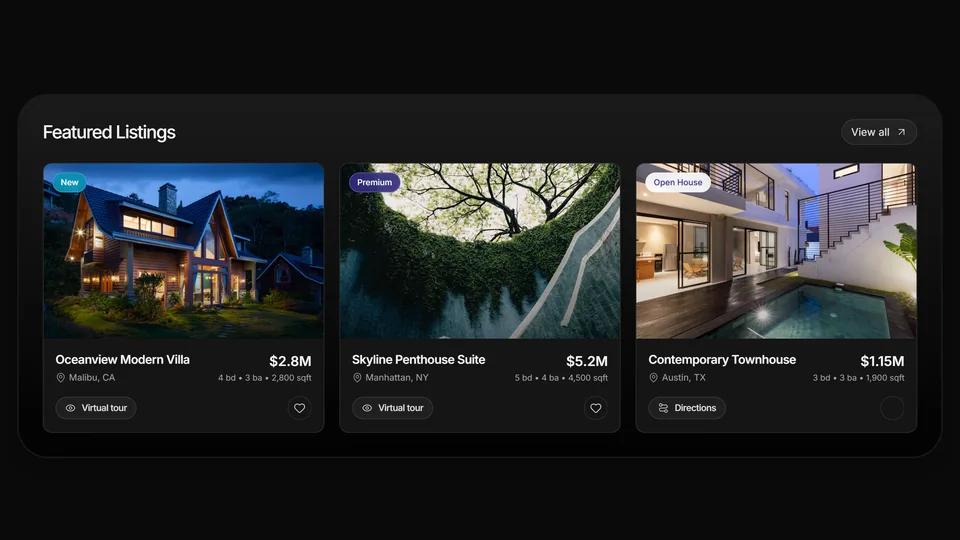 Featured Listings
View all
New
Premium
Open House
Oceanview Modern Villa
$2.8M
Malibu, CA
4 bd • 3 ba • 2,800 sqft
Virtual tour
Skyline Penthouse Suite
$5.2M
Manhattan, NY
5 bd • 4 ba • 4,500 sqft
Virtual tour
Contemporary Townhouse
$1.15M
Austin, TX
3 bd • 3 ba • 1,900 sqft
Directions